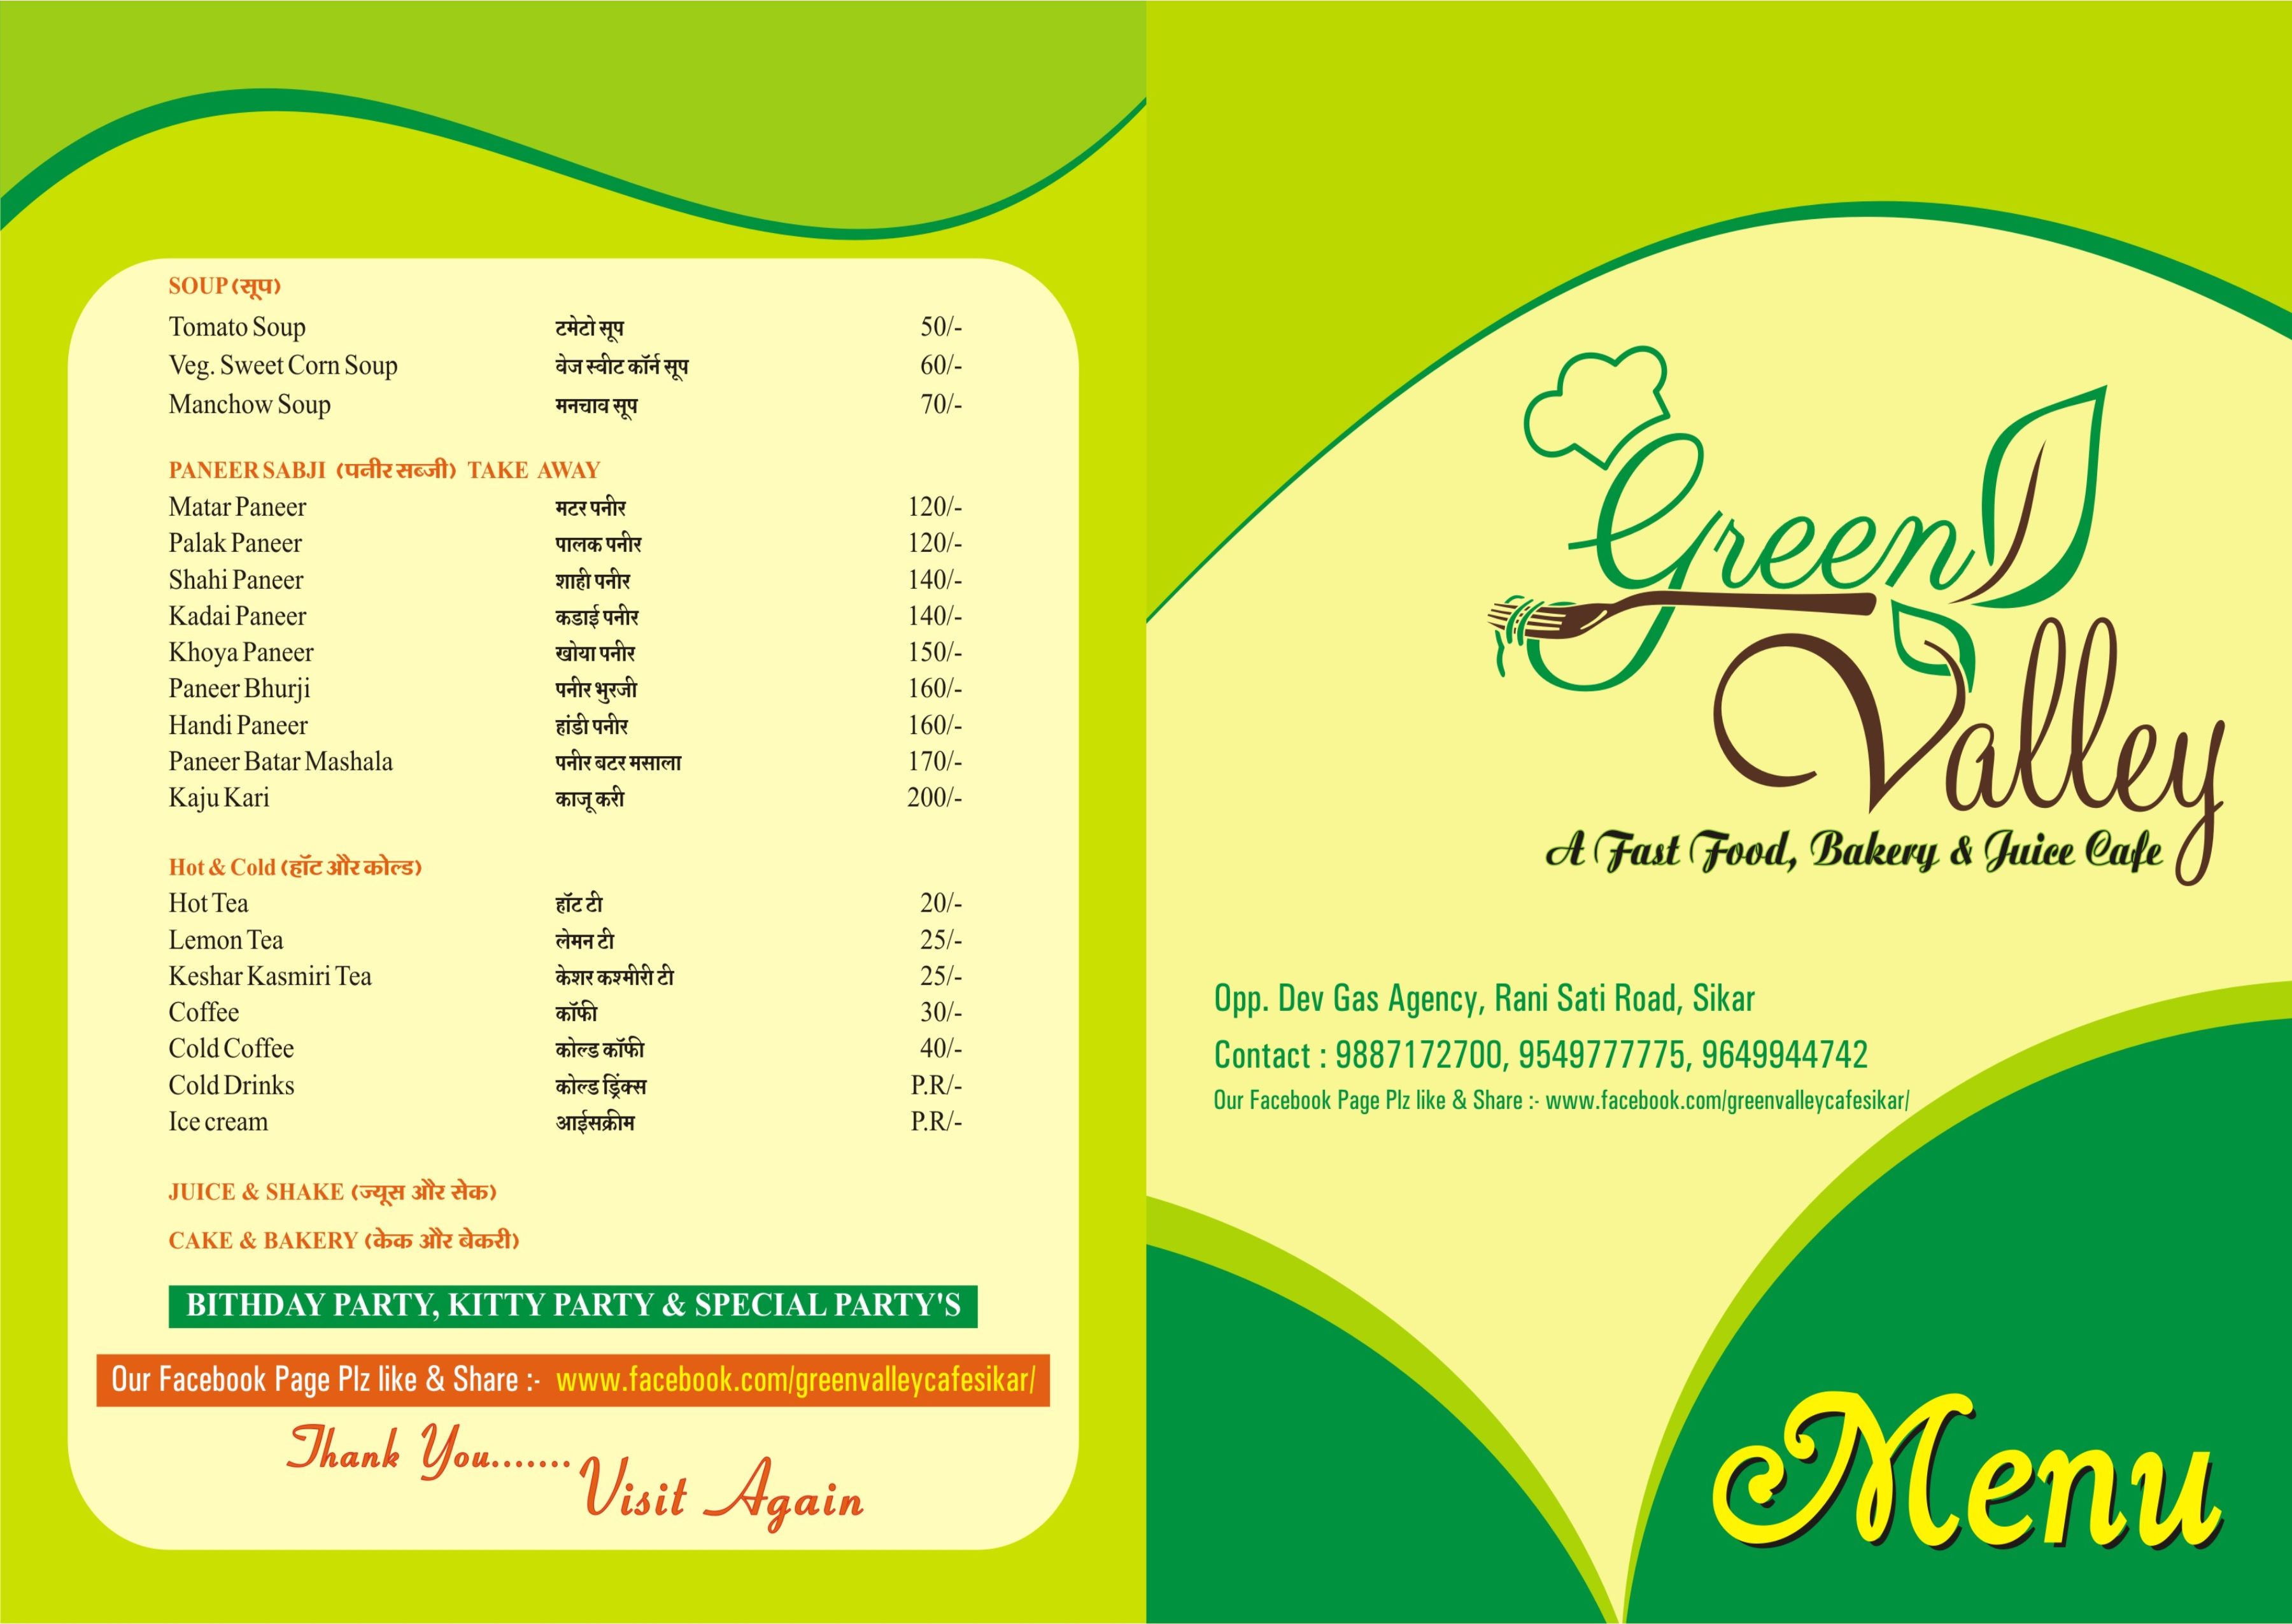 SOUP (सूप)
Tomato Soup टमेटो सूप 50/-
Veg. Sweet Corn Soup वेज स्वीट कॉर्न सूप 60/-
Manchow Soup मनचाव सूप 70/-
PANEER SABJI (पनीर सब्जी) TAKE AWAY
Matar Paneer मटर पनीर 120/-
Palak Paneer पालक पनीर 120/-
Shahi Paneer शाही पनीर 140/-
Kadai Paneer कडाई पनीर 140/-
Khoya Paneer खोया पनीर 150/-
Paneer Bhurji पनीर भुरजी 160/-
Handi Paneer हांडी पनीर 160/-
Paneer Batar Mashala पनीर बटर मसाला 170/-
Kaju Kari काजू करी 200/-
Hot & Cold (हॉट और कोल्ड)
Hot Tea हॉट टी 20/-
Lemon Tea लेमन टी 25/-
Keshar Kasmiri Tea केशर कश्मीरी टी 25/-
Coffee कॉफी 30/-
Cold Coffee कोल्ड कॉफी 40/-
Cold Drinks कोल्ड ड्रिंक्स P.R/-
Ice cream आईसक्रीम P.R/-
JUICE & SHAKE (ज्यूस और सेक)
CAKE & BAKERY (केक और बेकरी)
BITHDAY PARTY, KITTY PARTY & SPECIAL PARTY'S
Our Facebook Page Plz like & Share :- www.facebook.com/greenvalleycafesikar/
Thank You.......
Visit Again
Green
Valley
A Fast Food, Bakery & Juice Cafe
Opp. Dev Gas Agency, Rani Sati Road, Sikar
Contact : 9887172700, 9549777775, 9649944742
Our Facebook Page Plz like & Share :- www.facebook.com/greenvalleycafesikar/
Menu